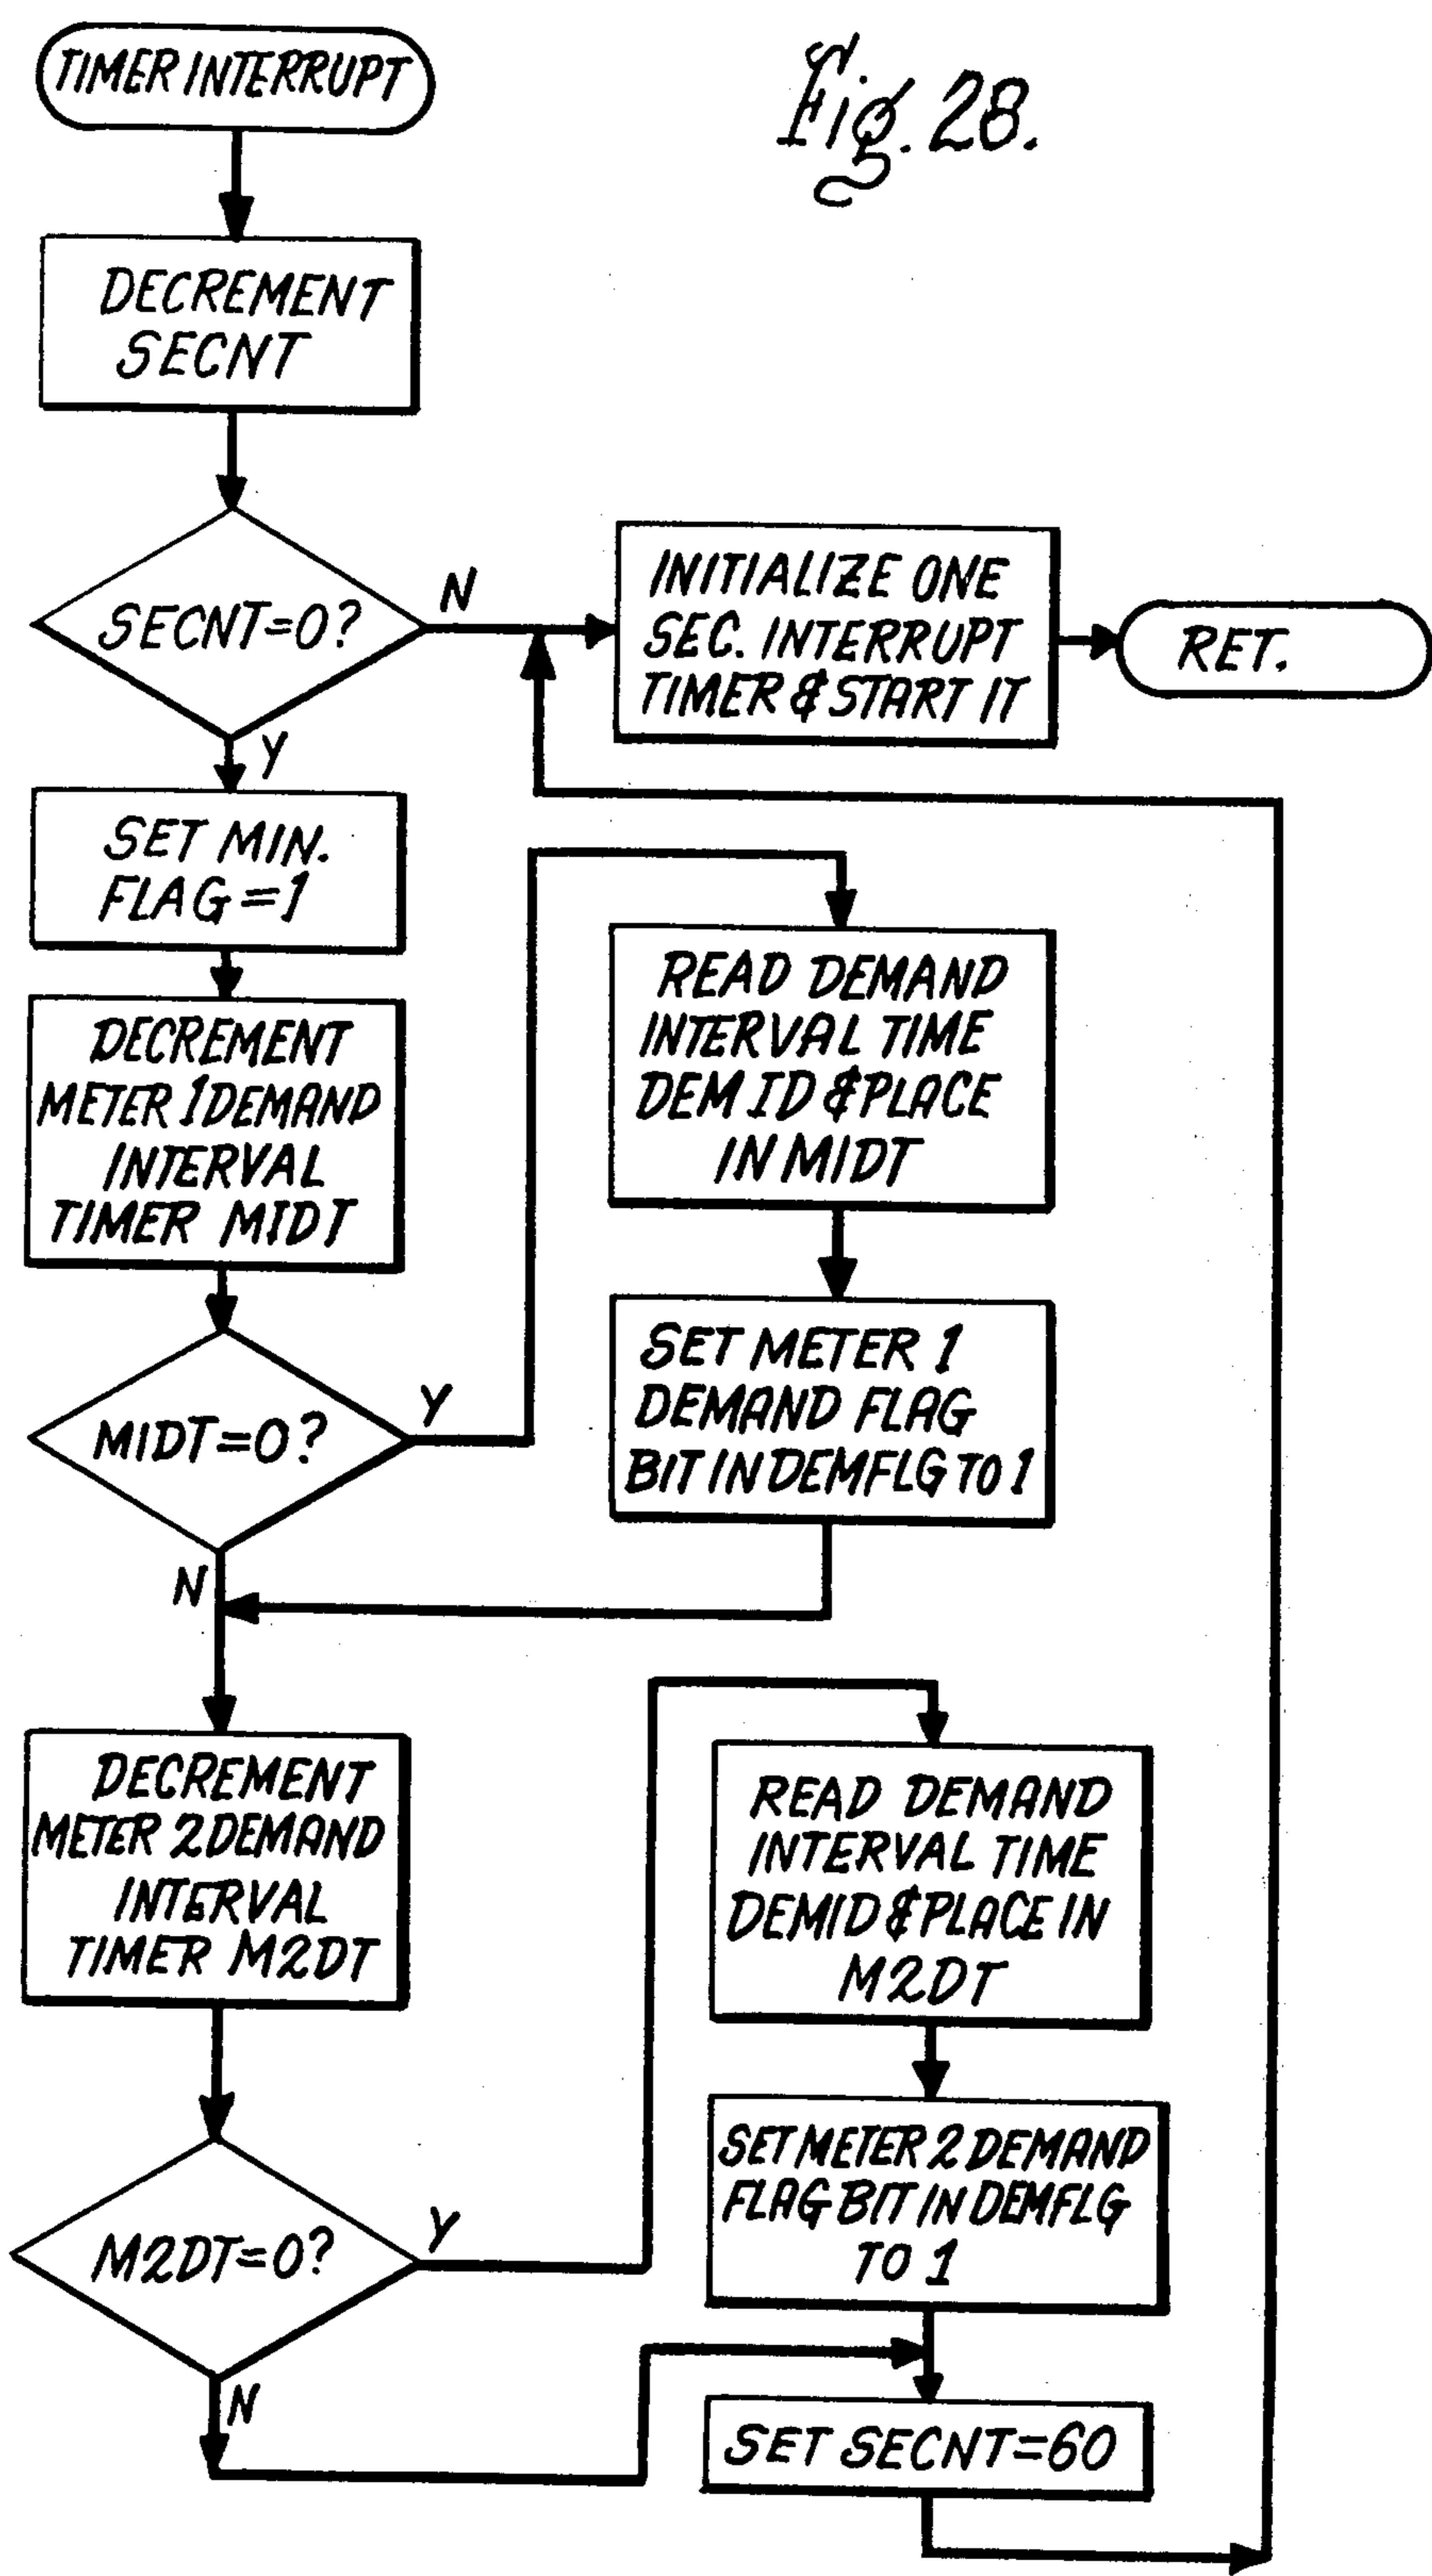 Fig. 28.
TIMER INTERRUPT
DECREMENT
SECNT
SECNT=0?
N
INITIALIZE ONE
SEC. INTERRUPT
TIMER & START IT
RET.
Y
SET MIN.
FLAG=1
DECREMENT
METER 1 DEMAND
INTERVAL
TIMER MIDT
MIDT=0?
Y
READ DEMAND
INTERVAL TIME
DEM ID & PLACE
IN MIDT
SET METER 1
DEMAND FLAG
BIT IN DEMFLG TO 1
N
DECREMENT
METER 2 DEMAND
INTERVAL
TIMER M2DT
M2DT=0?
Y
READ DEMAND
INTERVAL TIME
DEMID & PLACE IN
M2DT
SET METER 2 DEMAND
FLAG BIT IN DEMFLG
TO 1
N
SET SECNT=60